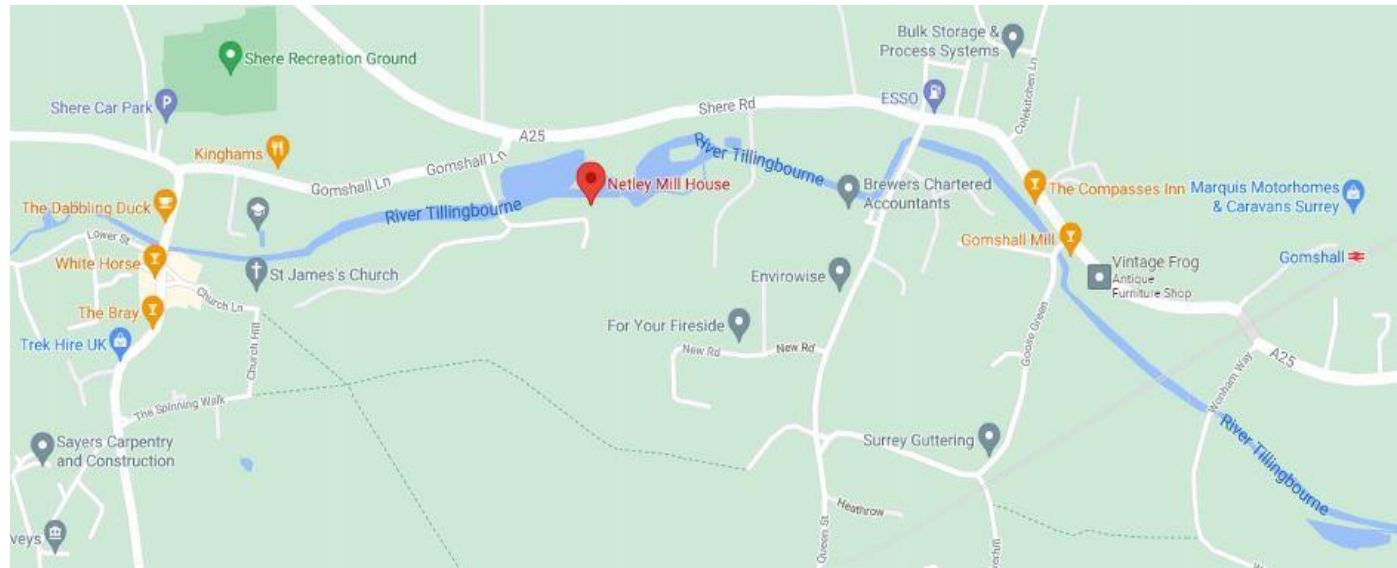 Bulk Storage &
Process Systems
Shere Recreation Ground
Colekitchen Ln
ESSO
Shere Car Park
P
Shere Rd
A25
Kinghams
Gomshall Ln
Gomshall Ln
River Tillingbourne
Netley Mill House
Brewers Chartered
Accountants
The Compasses Inn
Marquis Motorhomes
& Caravans Surrey
The Dabbling Duck
River Tillingbourne
Lower St
White Horse
St James's Church
Gomshall Mill
Gomshall
Vintage Frog
Antique
Furniture Shop
Envirowise
Church Ln
The Bray
For Your Fireside
Goose Green
Trek Hire UK
Church Hill
New Rd
New Rd
A25
Wonham Way
The Spinning Walk
Sayers Carpentry
and Construction
Surrey Guttering
River Tillingbourne
Heathrow
Queen St
veys
erhill